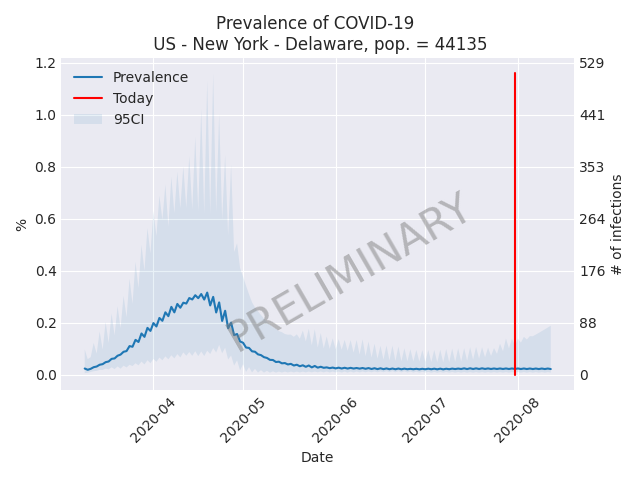 Prevalence of COVID-19
US - New York - Delaware, pop. = 44135
Prevalence
Today
95CI
PRELIMINARY
%
1.2
1.0
0.8
0.6
0.4
0.2
0.0
529
441
353
264
176
88
0
# of infections
2020-04
2020-05
2020-06
2020-07
2020-08
Date